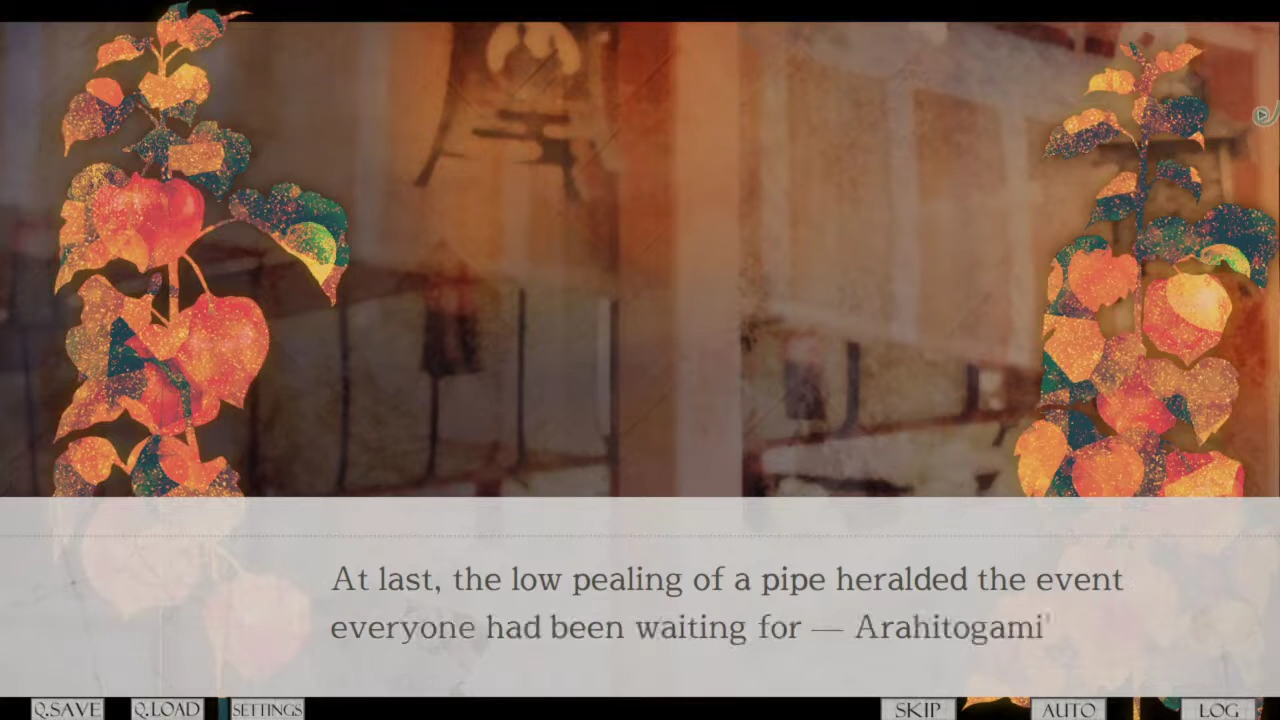 At last, the low pealing of a pipe heralded the event
everyone had been waiting for — Arahitogami'
Q.SAVE
Q.LOAD
SETTINGS
SKIP
AUTO
LOG